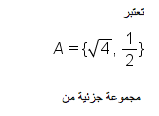 تعتبر
A = {√4 , 1/2}
مجموعة جزئية من